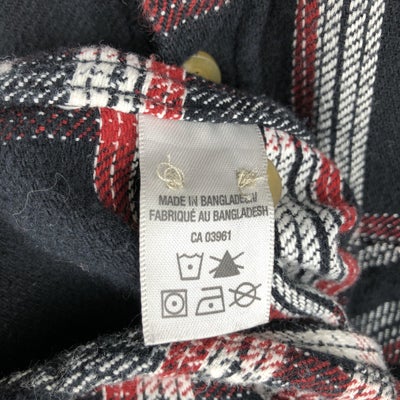 MADE IN BANGLADESH
FABRIQUÉ AU BANGLADESH
CA 03961